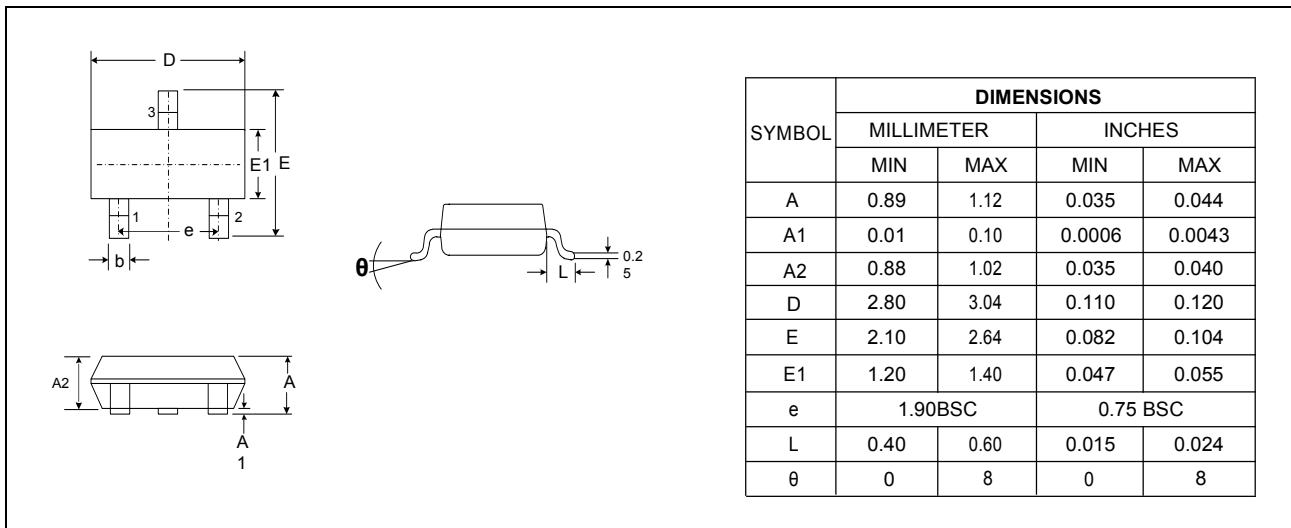 D
3
E1
E
1
2
e
b
θ
L
0.2
5
A2
A
A
1
SYMBOL DIMENSIONS
MILLIMETER INCHES
MIN MAX MIN MAX
A 0.89 1.12 0.035 0.044
A1 0.01 0.10 0.0006 0.0043
A2 0.88 1.02 0.035 0.040
D 2.80 3.04 0.110 0.120
E 2.10 2.64 0.082 0.104
E1 1.20 1.40 0.047 0.055
e 1.90BSC 0.75 BSC
L 0.40 0.60 0.015 0.024
θ 0 8 0 8